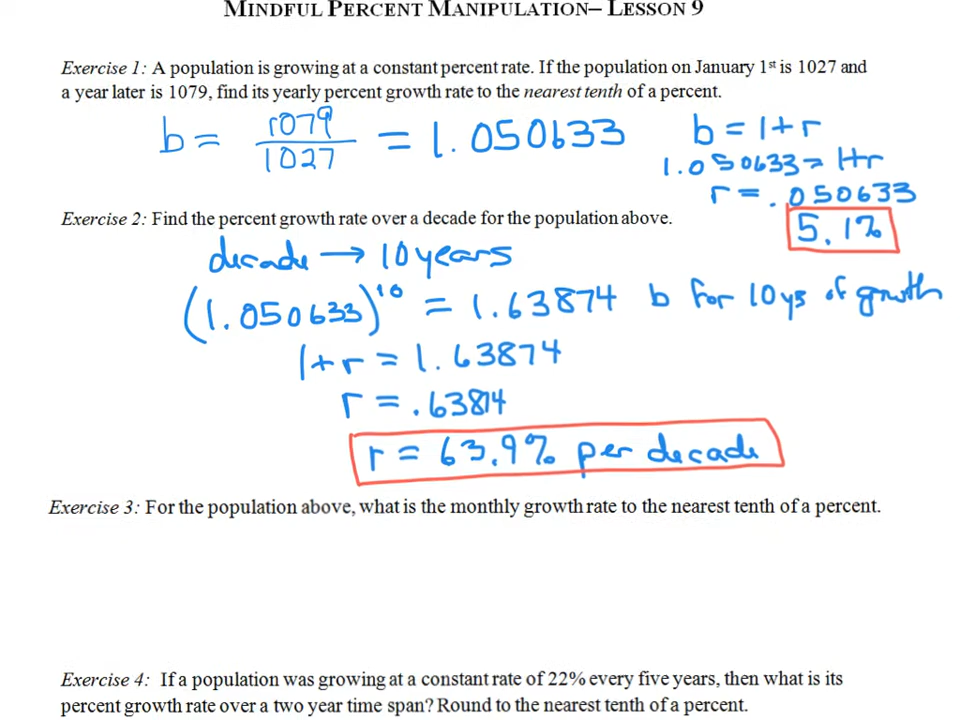 MINDFUL PERCENT MANIPULATION– LESSON 9
Exercise 1: A population is growing at a constant percent rate. If the population on January 1st is 1027 and
a year later is 1079, find its yearly percent growth rate to the nearest tenth of a percent.
b = 1079/1027 = 1.050633
b = 1+r
1.050633 = 1+r
r = .050633
5.1%
Exercise 2: Find the percent growth rate over a decade for the population above.
decade → 10 years
(1.050633)^10 = 1.63874 b for 10 ys of growth
1+r = 1.63874
r = .63874
r = 63.9% per decade
Exercise 3: For the population above, what is the monthly growth rate to the nearest tenth of a percent.
Exercise 4: If a population was growing at a constant rate of 22% every five years, then what is its
percent growth rate over a two year time span? Round to the nearest tenth of a percent.